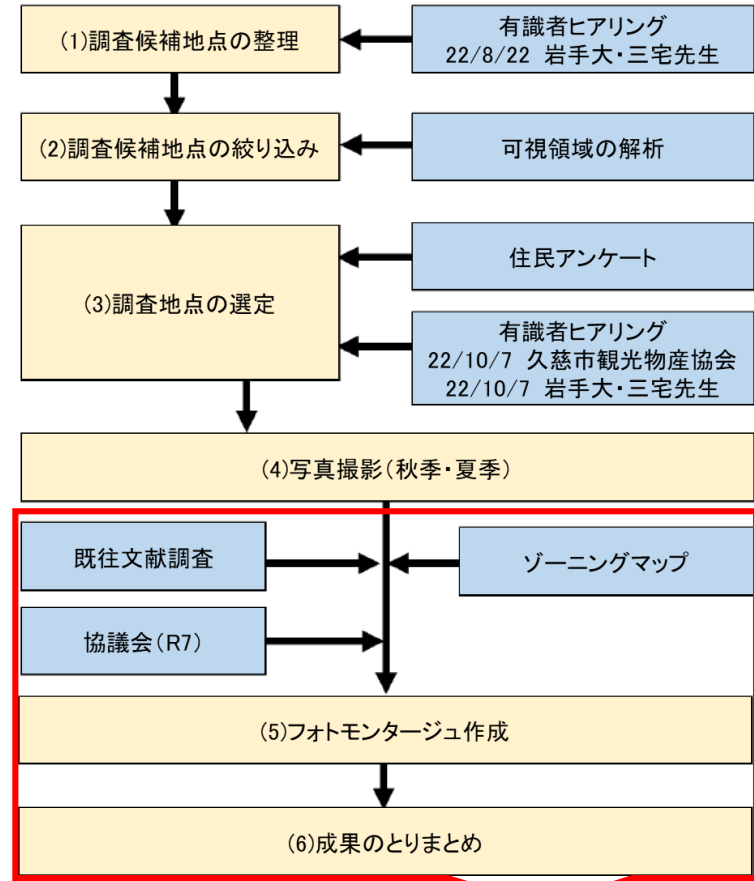 (1)調査候補地点の整理
有識者ヒアリング
22/8/22 岩手大・三宅先生
(2)調査候補地点の絞り込み
可視領域の解析
(3)調査地点の選定
住民アンケート
有識者ヒアリング
22/10/7 久慈市観光物産協会
22/10/7 岩手大・三宅先生
(4)写真撮影(秋季・夏季)
既往文献調査
ゾーニングマップ
協議会(R7)
(5)フォトモンタージュ作成
(6)成果のとりまとめ